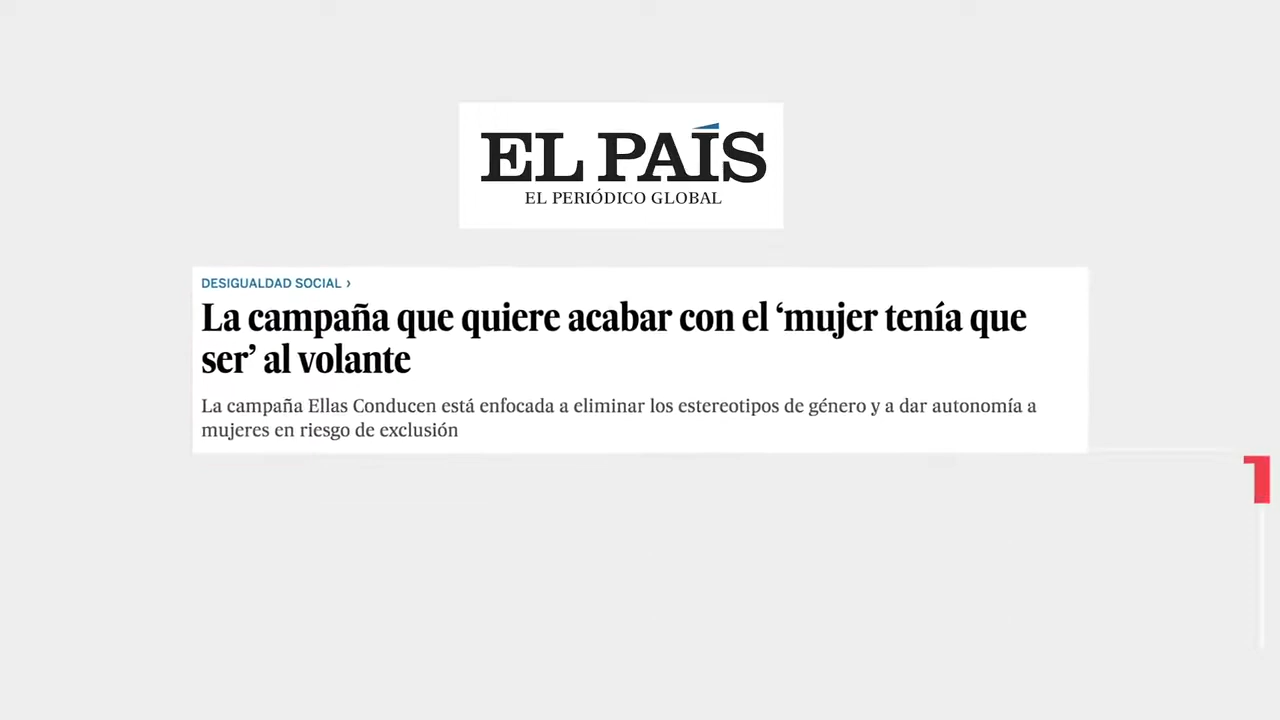 EL PAÍS
EL PERIÓDICO GLOBAL
DESIGUALDAD SOCIAL ›
La campaña que quiere acabar con el ‘mujer tenía que
ser’ al volante
La campaña Ellas Conducen está enfocada a eliminar los estereotipos de género y a dar autonomía a
mujeres en riesgo de exclusión
1